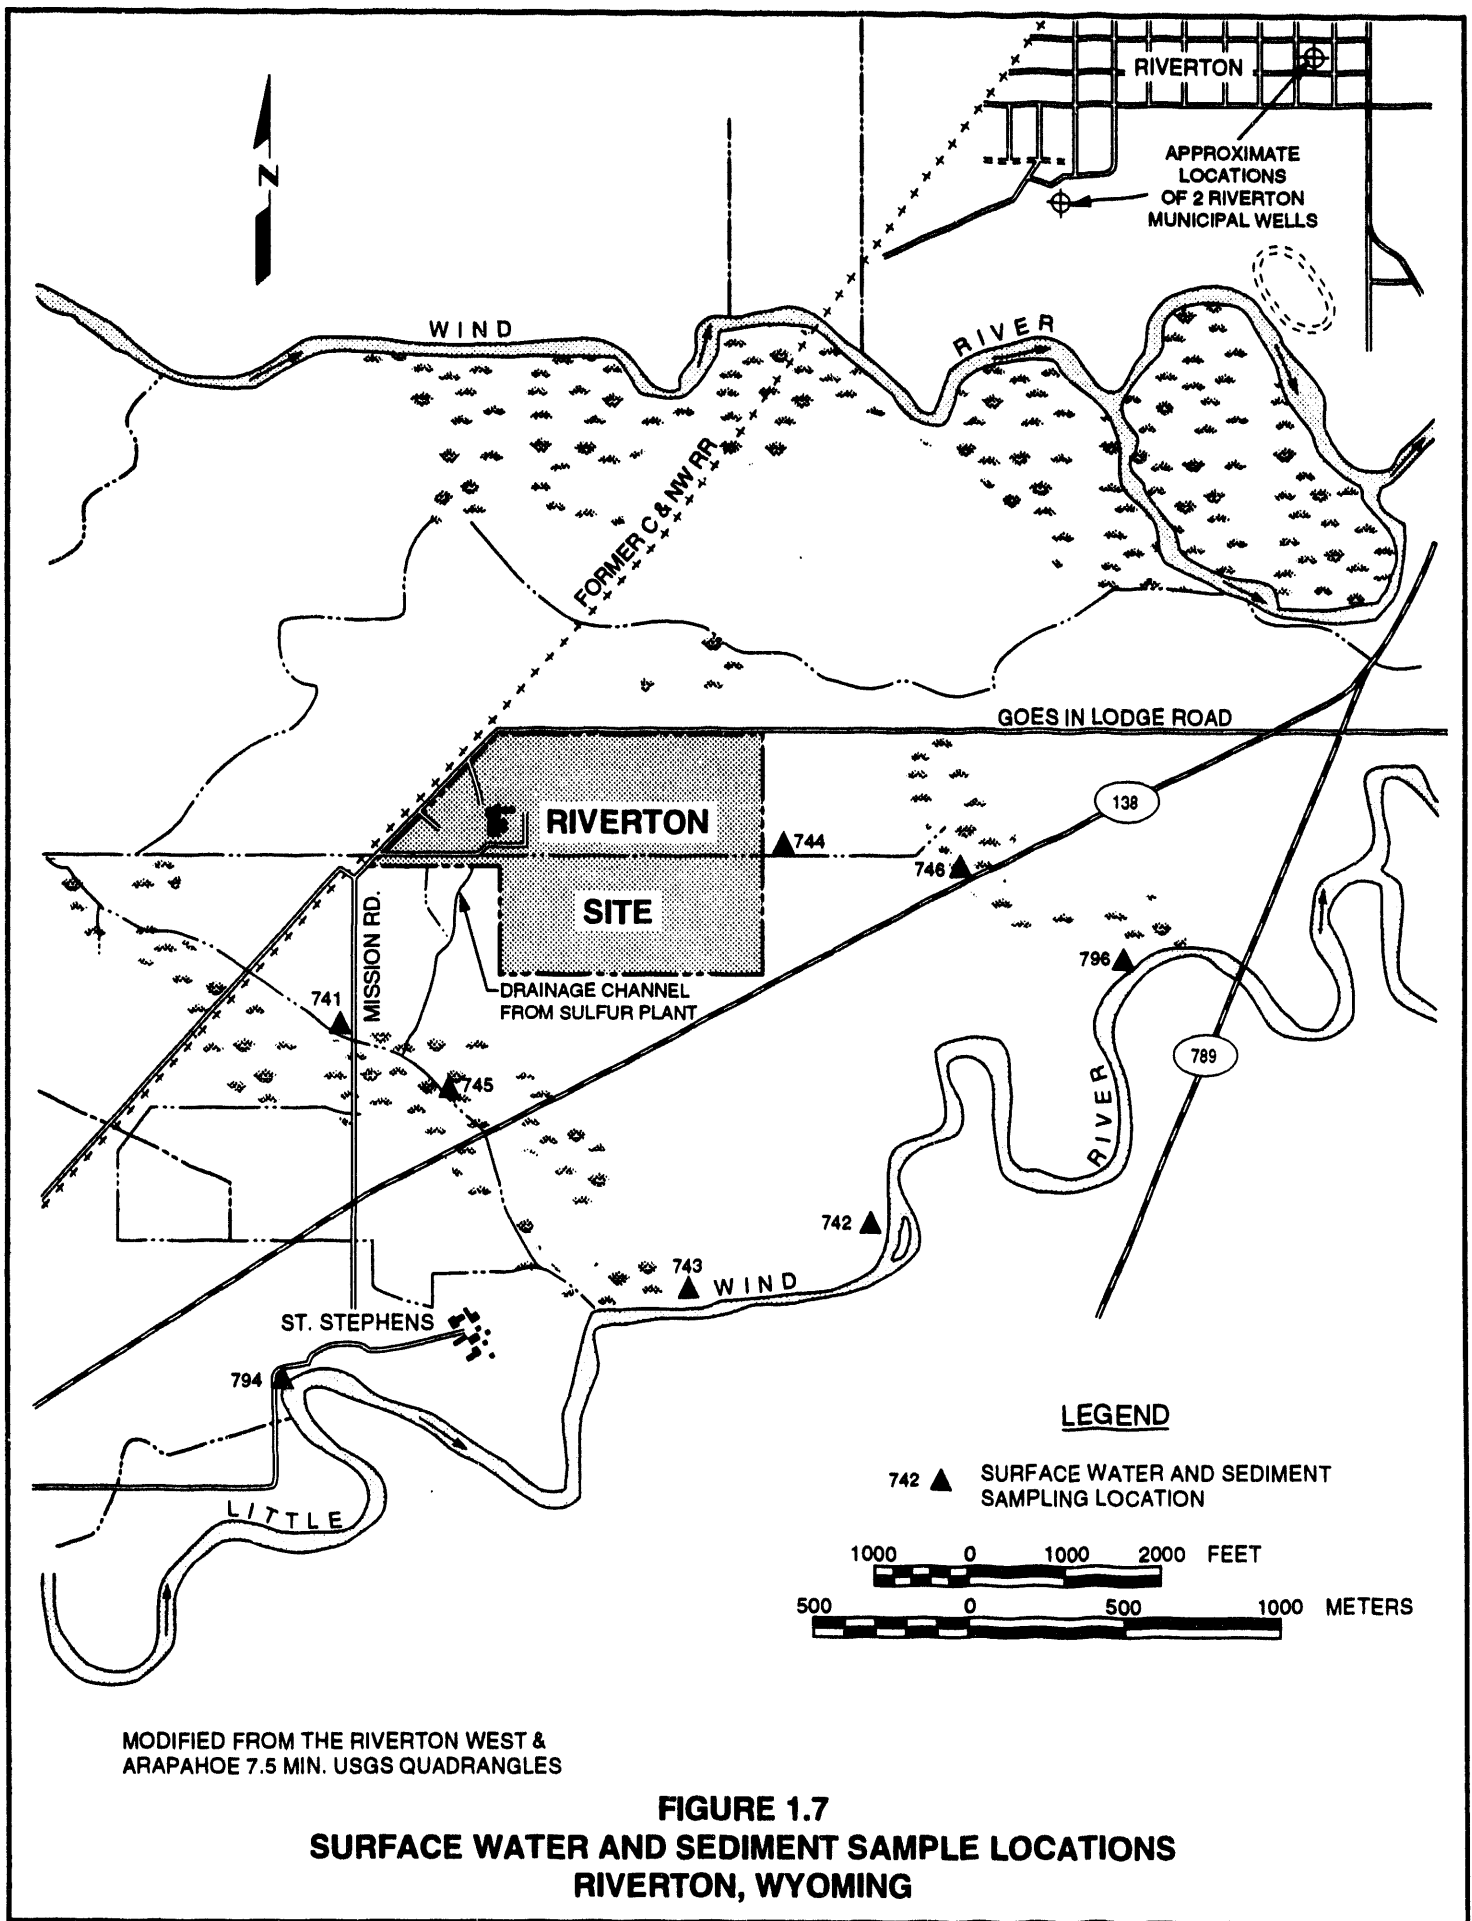 RIVERTON
APPROXIMATE
LOCATIONS
OF 2 RIVERTON
MUNICIPAL WELLS
N
WIND
RIVER
FORMER C & NW RR
GOES IN LODGE ROAD
138
RIVERTON
SITE
744
746
MISSION RD.
DRAINAGE CHANNEL
FROM SULFUR PLANT
796
741
745
789
RIVER
742
743
WIND
ST. STEPHENS
794
LITTLE
LEGEND
742 SURFACE WATER AND SEDIMENT
SAMPLING LOCATION
1000 0 1000 2000 FEET
500 0 500 1000 METERS
MODIFIED FROM THE RIVERTON WEST &
ARAPAHOE 7.5 MIN. USGS QUADRANGLES
FIGURE 1.7
SURFACE WATER AND SEDIMENT SAMPLE LOCATIONS
RIVERTON, WYOMING